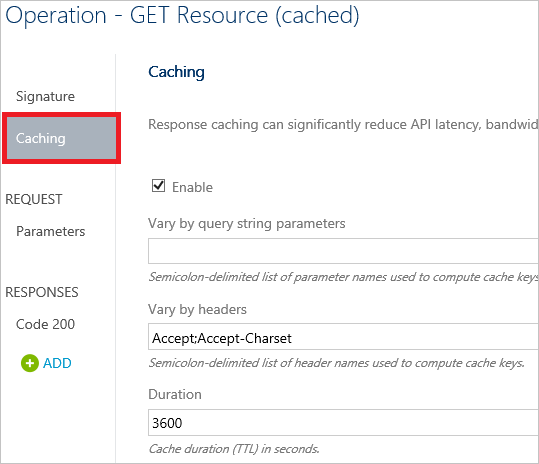 Operation - GET Resource (cached)
Signature
Caching
REQUEST
Parameters
RESPONSES
Code 200
ADD
Caching
Response caching can significantly reduce API latency, bandwid
Enable
Vary by query string parameters
Semicolon-delimited list of parameter names used to compute cache keys
Vary by headers
Accept;Accept-Charset
Semicolon-delimited list of header names used to compute cache keys.
Duration
3600
Cache duration (TTL) in seconds.